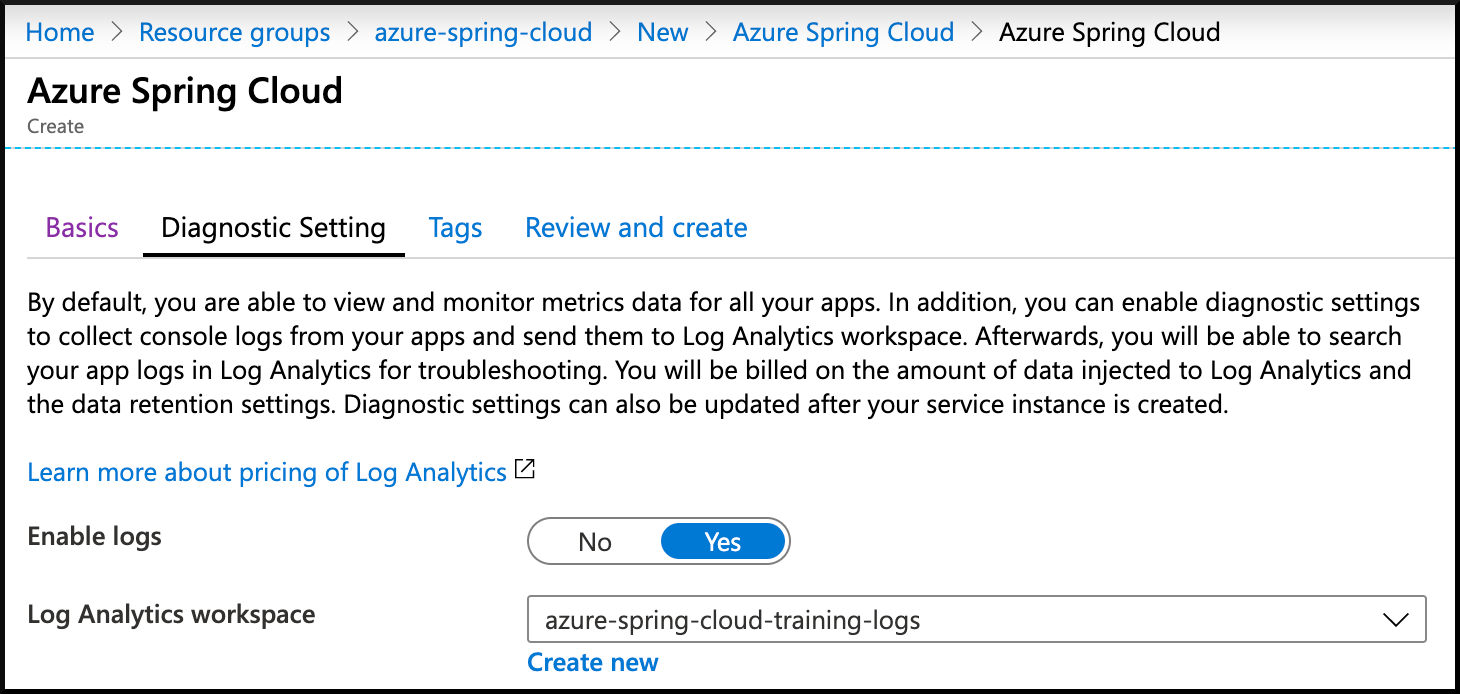 Home > Resource groups > azure-spring-cloud > New > Azure Spring Cloud > Azure Spring Cloud
Azure Spring Cloud
Create
Basics Diagnostic Setting Tags Review and create
By default, you are able to view and monitor metrics data for all your apps. In addition, you can enable diagnostic settings
to collect console logs from your apps and send them to Log Analytics workspace. Afterwards, you will be able to search
your app logs in Log Analytics for troubleshooting. You will be billed on the amount of data injected to Log Analytics and
the data retention settings. Diagnostic settings can also be updated after your service instance is created.
Learn more about pricing of Log Analytics
Enable logs No Yes
Log Analytics workspace azure-spring-cloud-training-logs
Create new